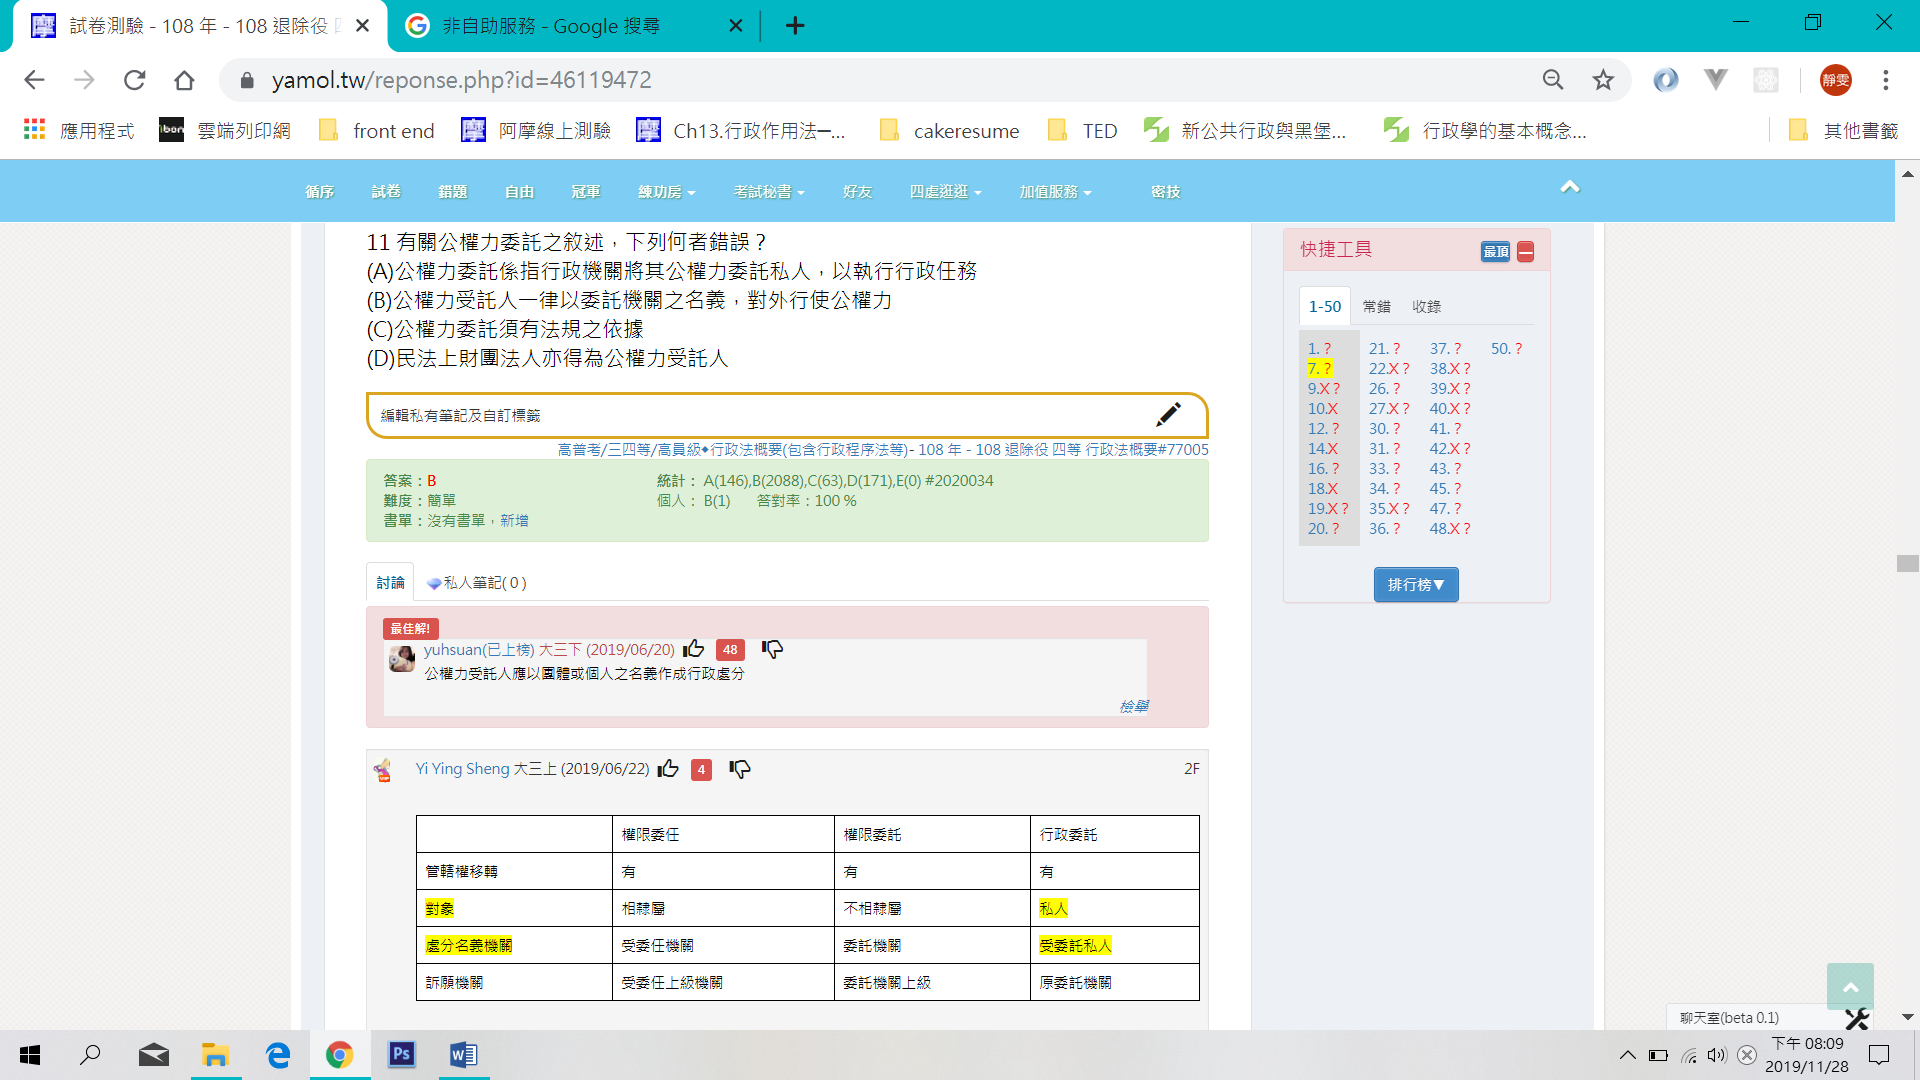 試卷測驗 - 108 年 - 108 退除役 四
非自助服務 - Google 搜尋
yamol.tw/reponse.php?id=46119472
靜雯
應用程式
ibon
雲端列印網
front end
阿摩線上測驗
Ch13.行政作用法─...
cakeresume
TED
新公共行政與黑堡...
行政學的基本概念...
其他書籤
循序 試卷 錯題 自由 冠軍 練功房 考試秘書 好友 四處逛逛 加值服務 密技
11 有關公權力委託之敘述，下列何者錯誤？
(A)公權力委託係指行政機關將其公權力委託私人，以執行行政任務
(B)公權力受託人一律以委託機關之名義，對外行使公權力
(C)公權力委託須有法規之依據
(D)民法上財團法人亦得為公權力受託人
編輯私有筆記及自訂標籤
高普考/三四等/高員級◆行政法概要(包含行政程序法等)- 108 年 - 108 退除役 四等 行政法概要#77005
答案：B
難度：簡單
書單：沒有書單，新增
統計： A(146),B(2088),C(63),D(171),E(0) #2020034
個人： B(1) 答對率：100 %
討論 私人筆記( 0 )
最佳解!
yuhsuan(已上榜) 大三下 (2019/06/20) 48
公權力受託人應以團體或個人之名義作成行政處分
檢舉
Yi Ying Sheng 大三上 (2019/06/22) 4 2F
權限委任 權限委託 行政委託
管轄權移轉 有 有 有
對象 相隸屬 不相隸屬 私人
處分名義機關 受委任機關 委託機關 受委託私人
訴願機關 受委任上級機關 委託機關上級 原委託機關
快捷工具 最頂
1-50 常錯 收錄
1. ? 21. ? 37. ? 50. ?
7. ? 22.X ? 38.X ?
9.X ? 26. ? 39.X ?
10.X 27.X ? 40.X ?
12. ? 30. ? 41. ?
14.X 31. ? 42.X ?
16. ? 33. ? 43. ?
18.X 34. ? 45. ?
19.X ? 35.X ? 47. ?
20. ? 36. ? 48.X ?
排行榜▼
聊天室(beta 0.1)
Ps
下午 08:09
2019/11/28